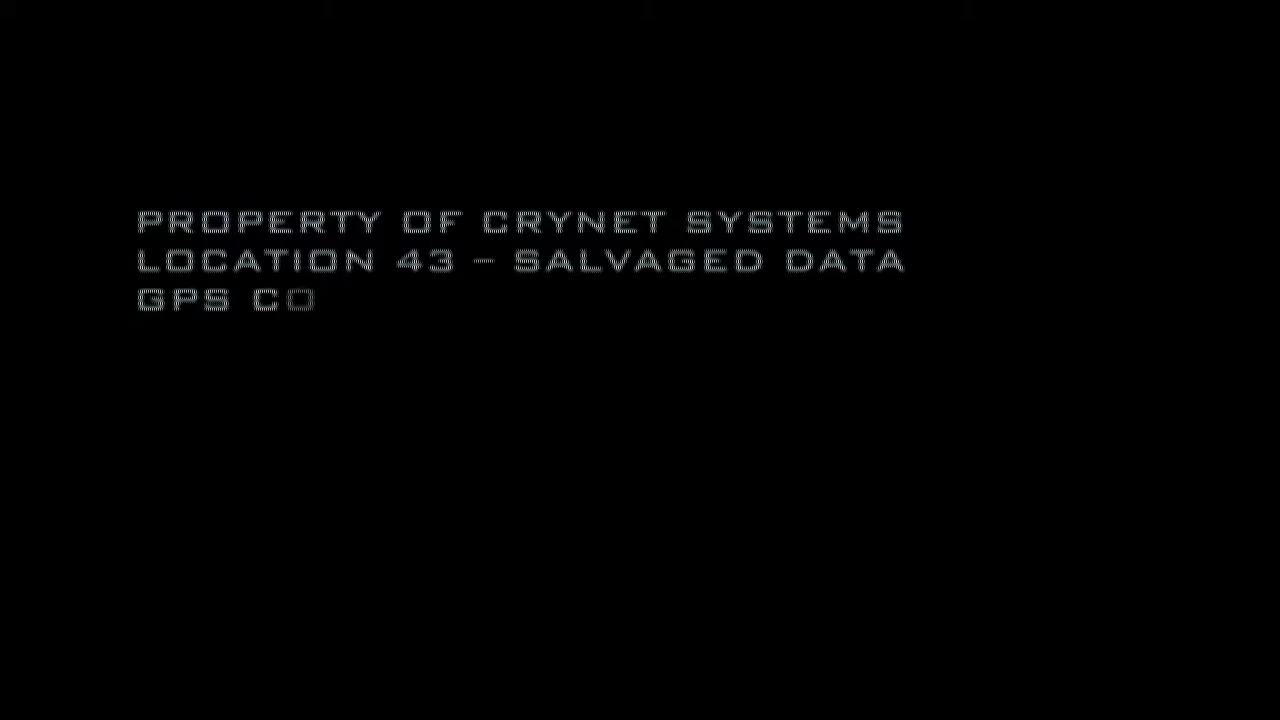 PROPERTY OF CRYNET SYSTEMS
LOCATION 43 – SALVAGED DATA
GPS CO